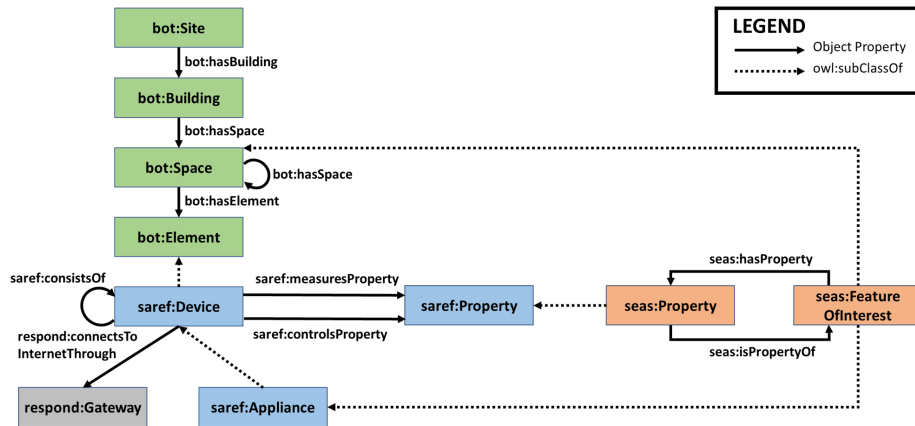 bot:Site
LEGEND
Object Property
owl:subClassOf
bot:hasBuilding
bot:Building
bot:hasSpace
bot:Space
bot:hasSpace
bot:hasElement
bot:Element
saref:consistsOf
saref:measuresProperty
seas:hasProperty
saref:Device
saref:Property
seas:Property
seas:Feature
OfInterest
saref:controlsProperty
respond:connectsTo
InternetThrough
seas:isPropertyOf
respond:Gateway
saref:Appliance